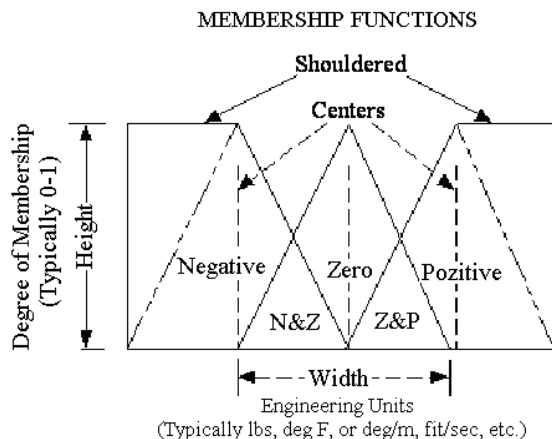 MEMBERSHIP FUNCTIONS
Shouldered
Centers
Degree of Membership
(Typically 0-1)
Height
Negative
Zero
Pozitive
N&Z
Z&P
Width
Engineering Units
(Typically lbs, deg F, or deg/m, fit/sec, etc.)